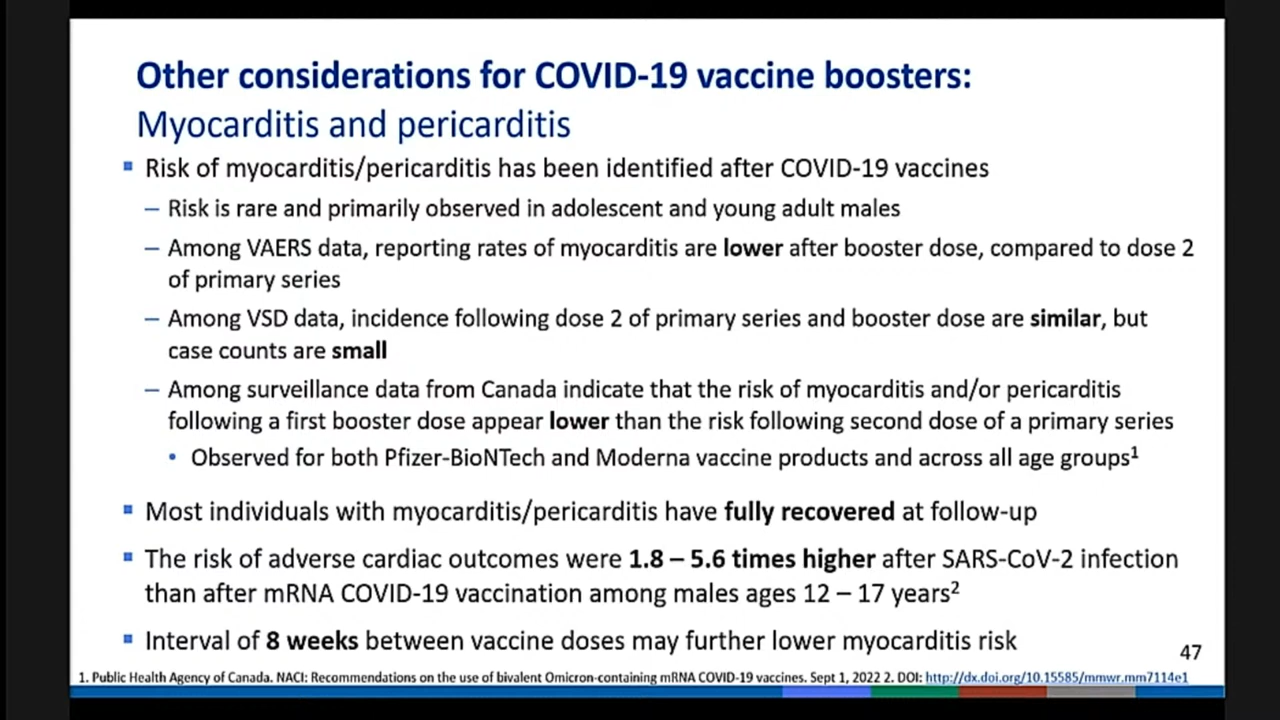 Other considerations for COVID-19 vaccine boosters:
Myocarditis and pericarditis
▪ Risk of myocarditis/pericarditis has been identified after COVID-19 vaccines
– Risk is rare and primarily observed in adolescent and young adult males
– Among VAERS data, reporting rates of myocarditis are lower after booster dose, compared to dose 2
of primary series
– Among VSD data, incidence following dose 2 of primary series and booster dose are similar, but
case counts are small
– Among surveillance data from Canada indicate that the risk of myocarditis and/or pericarditis
following a first booster dose appear lower than the risk following second dose of a primary series
• Observed for both Pfizer-BioNTech and Moderna vaccine products and across all age groups¹
▪ Most individuals with myocarditis/pericarditis have fully recovered at follow-up
▪ The risk of adverse cardiac outcomes were 1.8 – 5.6 times higher after SARS-CoV-2 infection
than after mRNA COVID-19 vaccination among males ages 12 – 17 years²
▪ Interval of 8 weeks between vaccine doses may further lower myocarditis risk
47
1. Public Health Agency of Canada. NACI: Recommendations on the use of bivalent Omicron-containing mRNA COVID-19 vaccines. Sept 1, 2022 2. DOI: http://dx.doi.org/10.15585/mmwr.mm7114e1